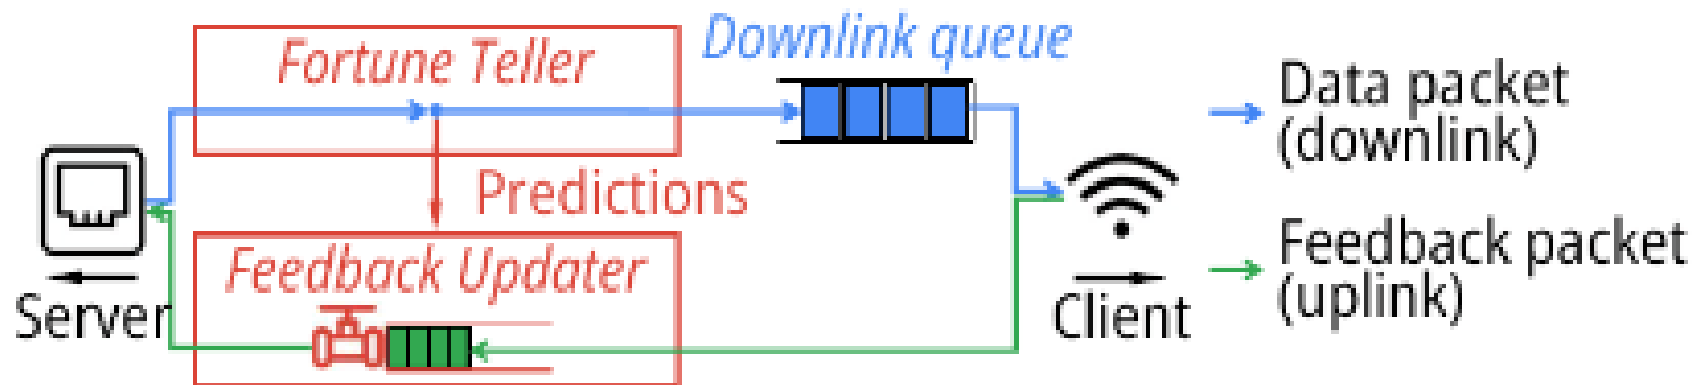 Fortune Teller
Downlink queue
Data packet
(downlink)
Predictions
Feedback Updater
Feedback packet
(uplink)
Server
Client